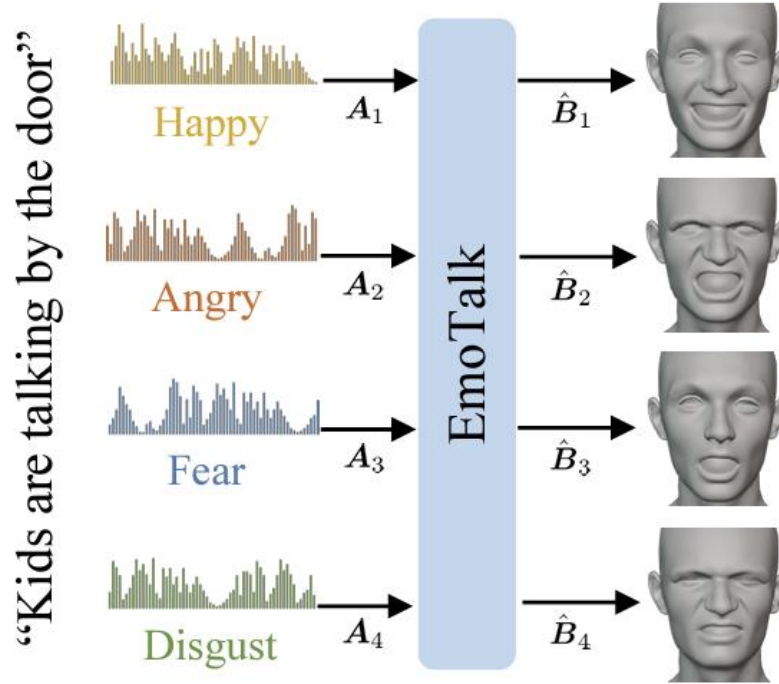 “Kids are talking by the door”
Happy
A₁
B̂₁
Angry
A₂
B̂₂
EmoTalk
Fear
A₃
B̂₃
Disgust
A₄
B̂₄